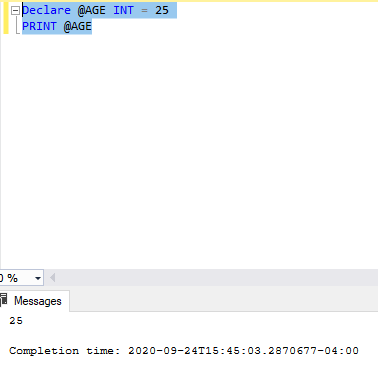 Declare @AGE INT = 25
PRINT @AGE
0 %
Messages
25
Completion time: 2020-09-24T15:45:03.2870677-04:00